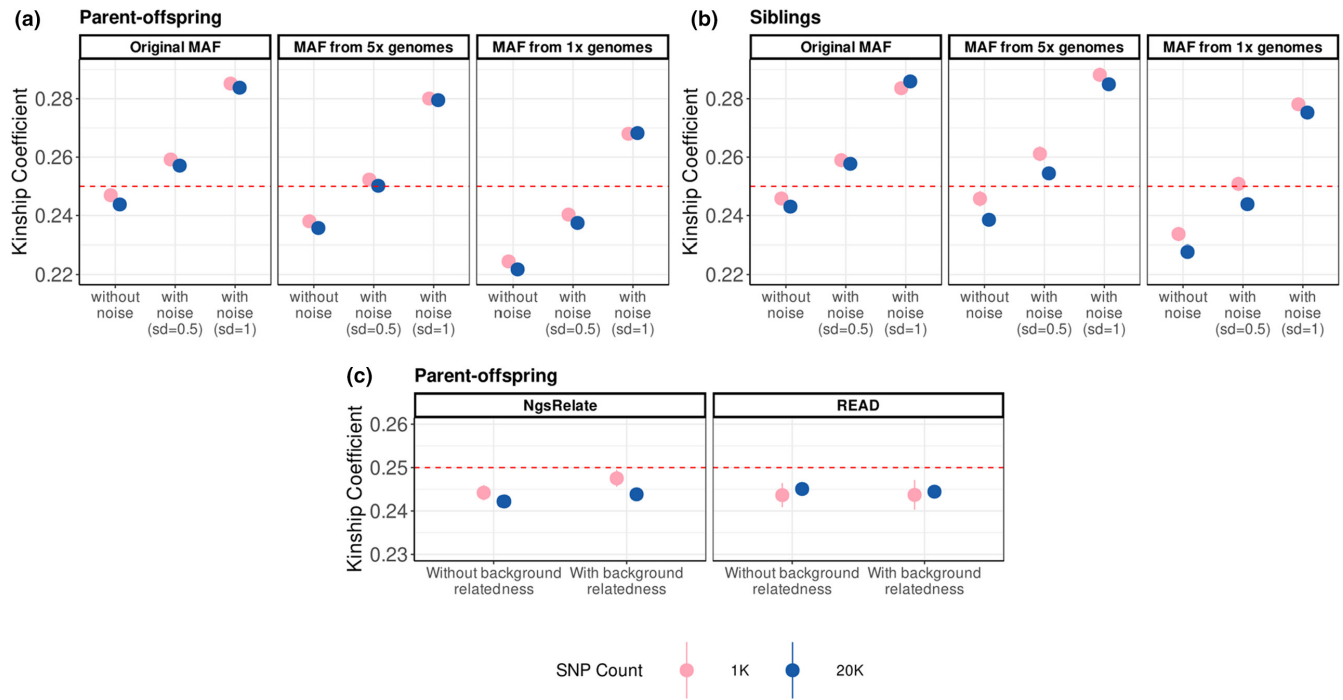 (a) Parent-offspring
Original MAF
MAF from 5x genomes
MAF from 1x genomes
Kinship Coefficient
0.28
0.26
0.24
0.22
without noise
with noise (sd=0.5)
with noise (sd=1)
without noise
with noise (sd=0.5)
with noise (sd=1)
without noise
with noise (sd=0.5)
with noise (sd=1)
(b) Siblings
Original MAF
MAF from 5x genomes
MAF from 1x genomes
Kinship Coefficient
0.28
0.26
0.24
0.22
without noise
with noise (sd=0.5)
with noise (sd=1)
without noise
with noise (sd=0.5)
with noise (sd=1)
without noise
with noise (sd=0.5)
with noise (sd=1)
(c) Parent-offspring
NgsRelate
READ
Kinship Coefficient
0.26
0.25
0.24
0.23
Without background
relatedness
With background
relatedness
Without background
relatedness
With background
relatedness
SNP Count 1K 20K